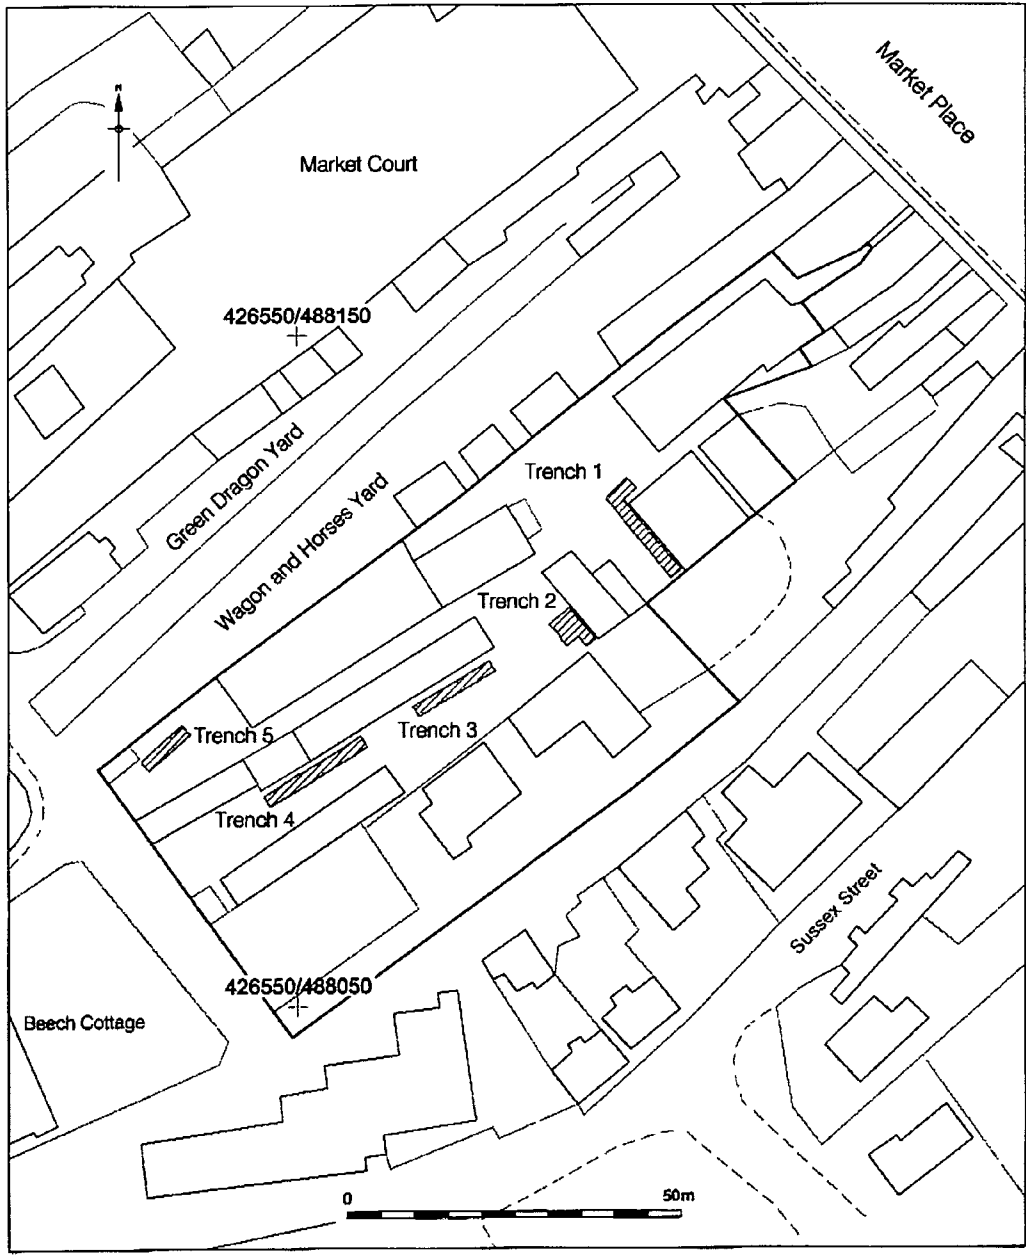 Market Place
N
Market Court
426550/488150
Green Dragon Yard
Wagon and Horses Yard
Trench 1
Trench 2
Trench 3
Trench 5
Trench 4
Sussex Street
426550/488050
Beech Cottage
0 50m